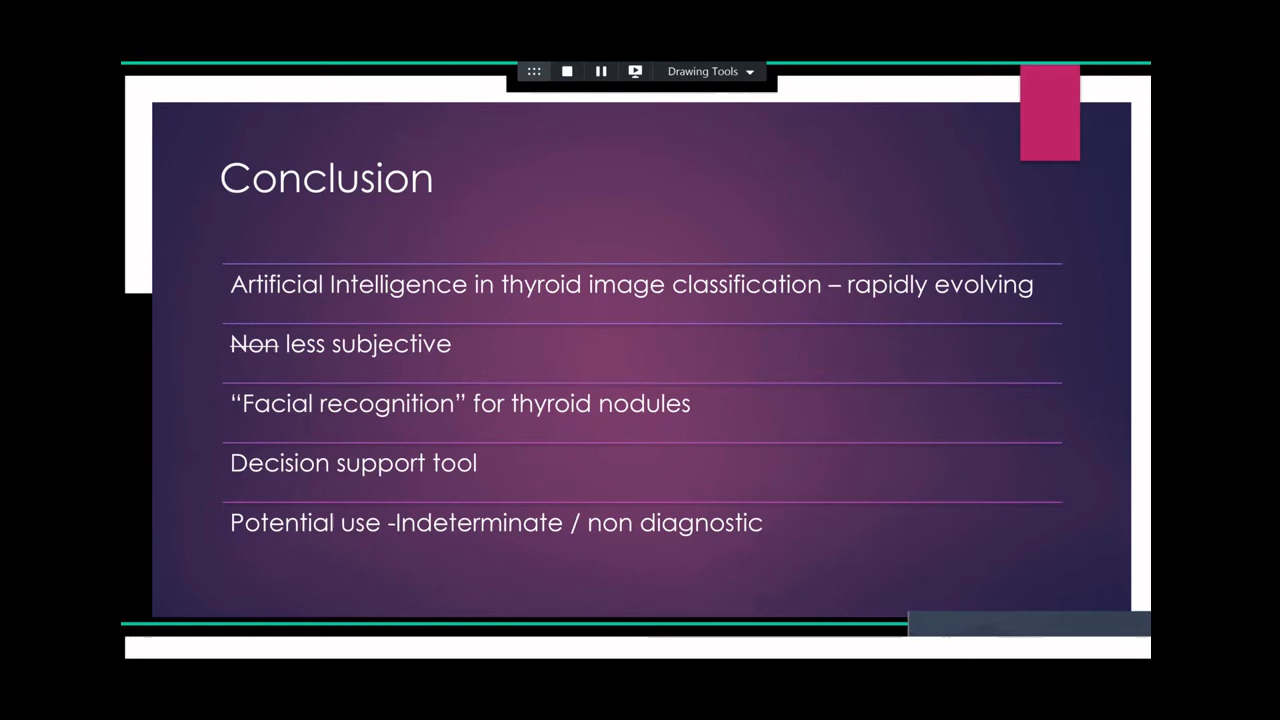 Drawing Tools
Conclusion
Artificial Intelligence in thyroid image classification – rapidly evolving
Non less subjective
“Facial recognition” for thyroid nodules
Decision support tool
Potential use -Indeterminate / non diagnostic